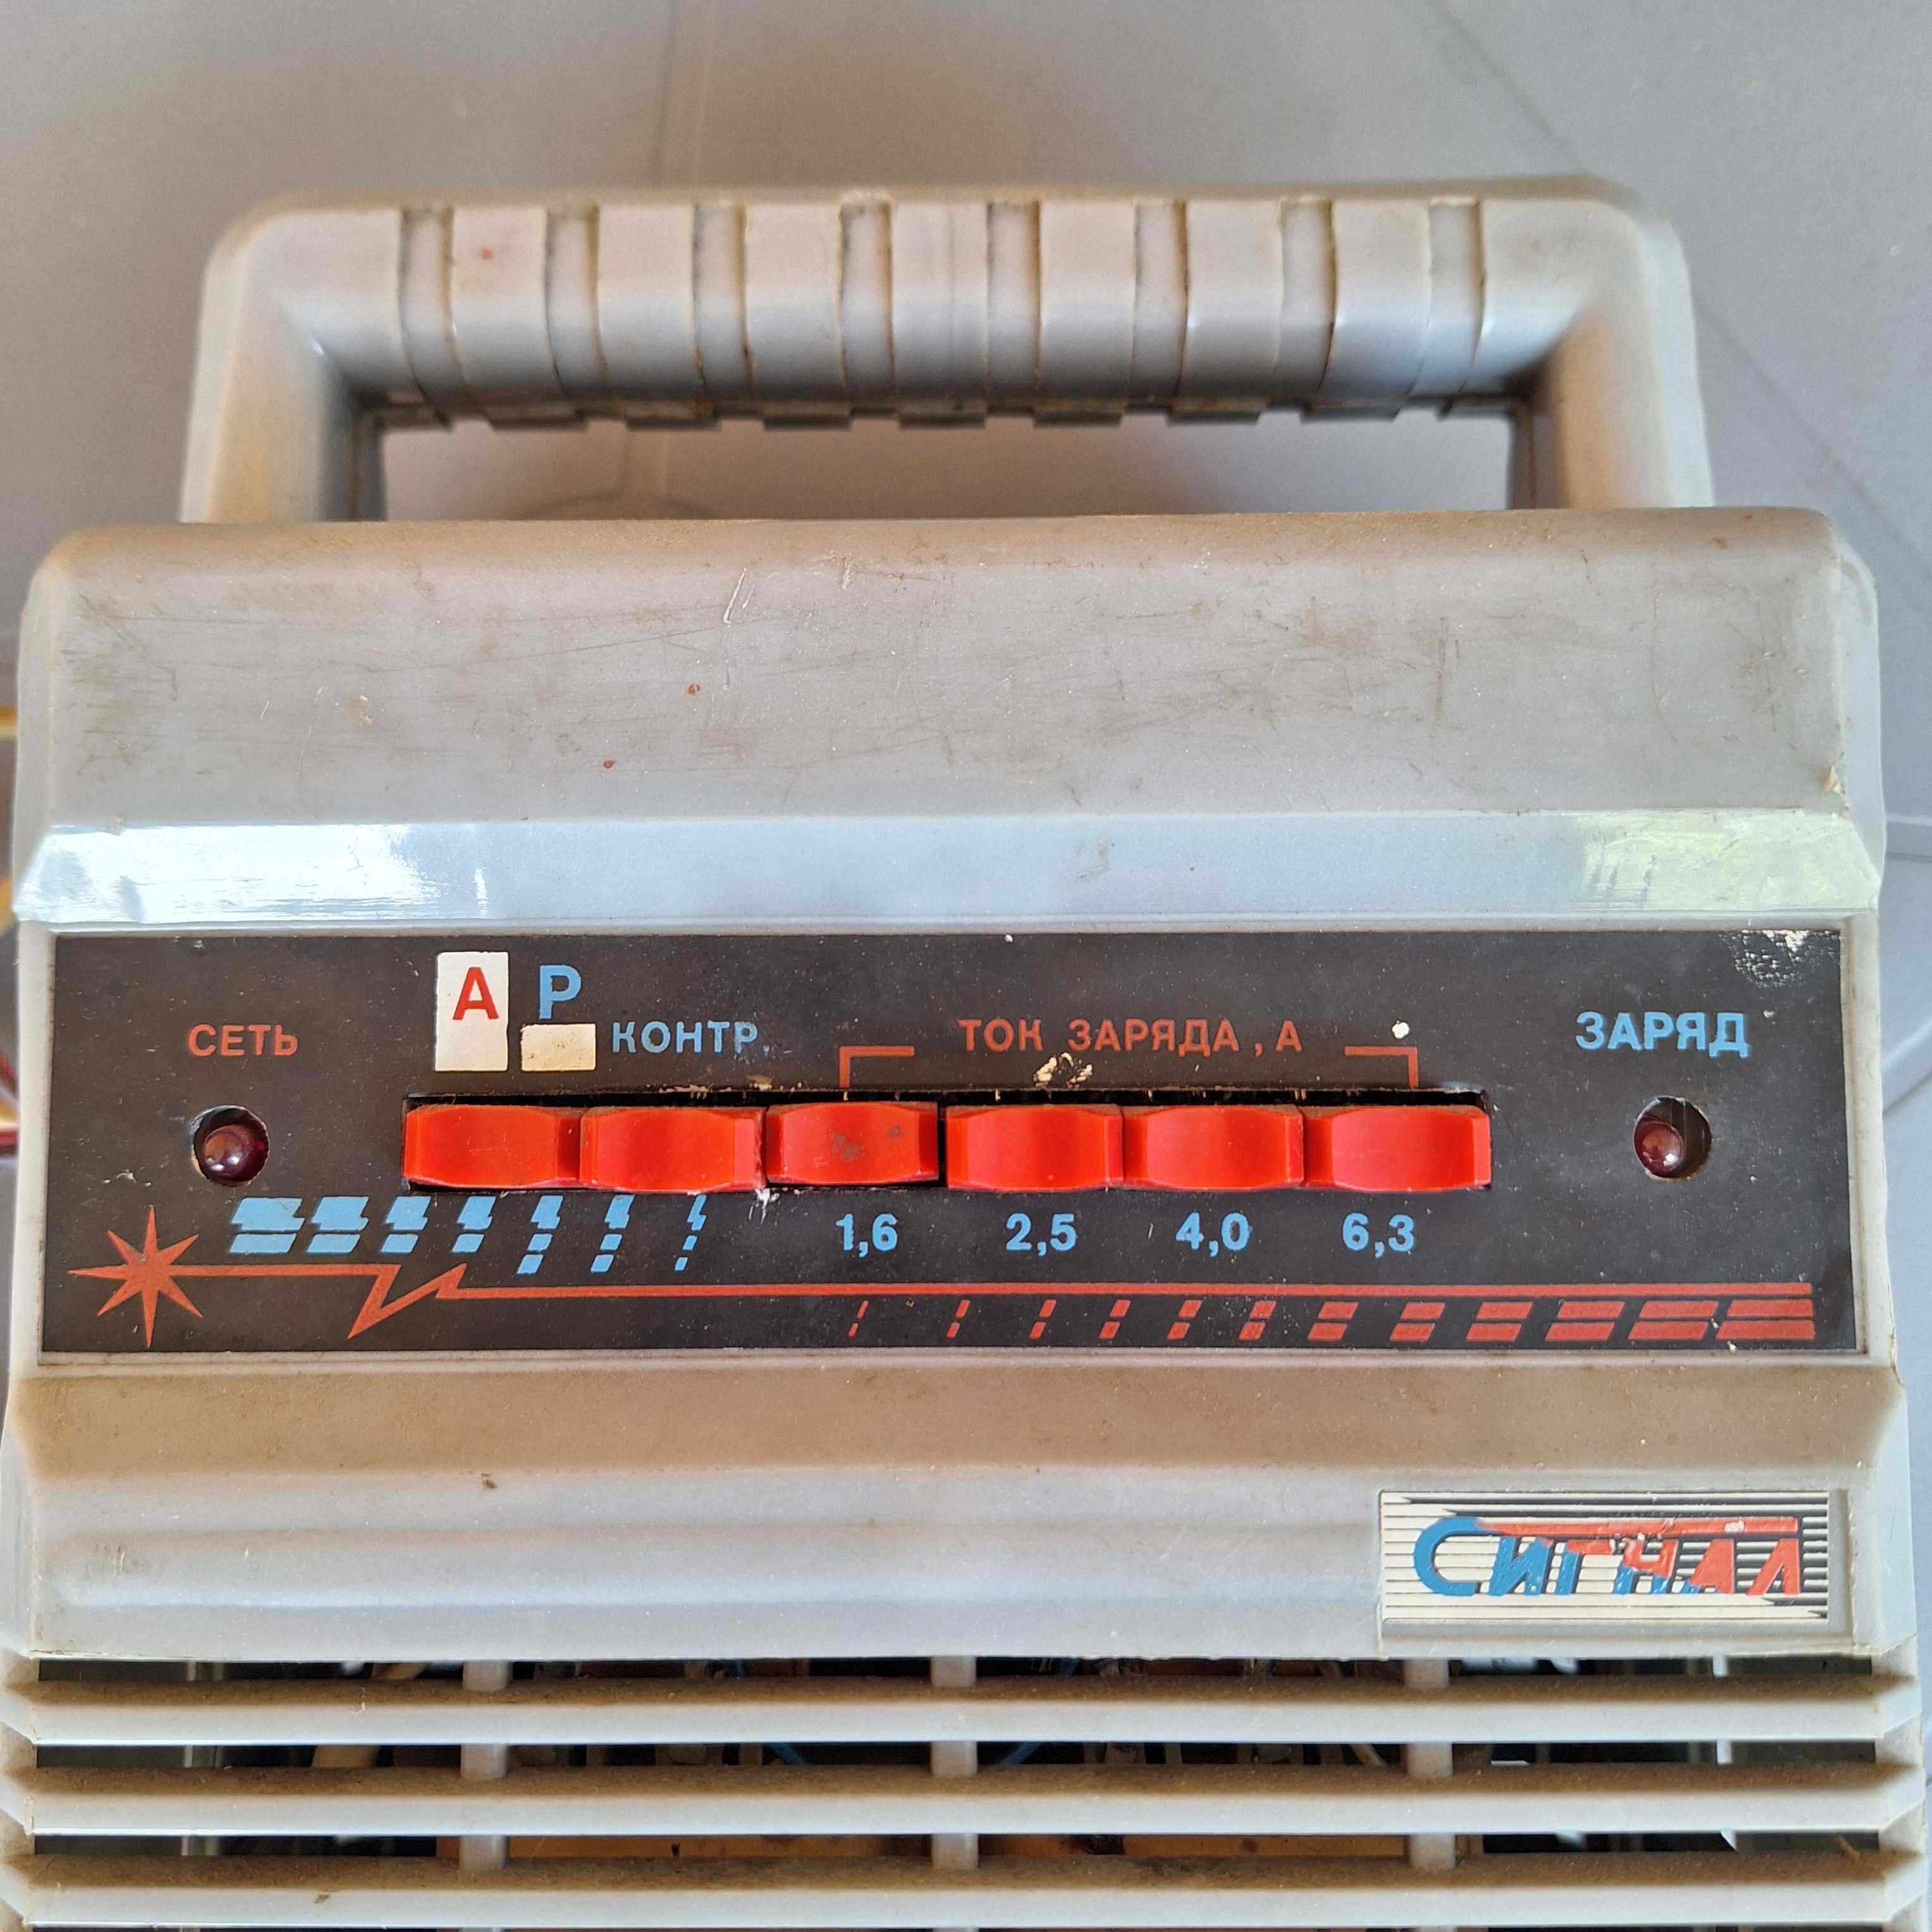 А Р
СЕТЬ КОНТР. ТОК ЗАРЯДА, А ЗАРЯД
1,6 2,5 4,0 6,3
СИГНАЛ